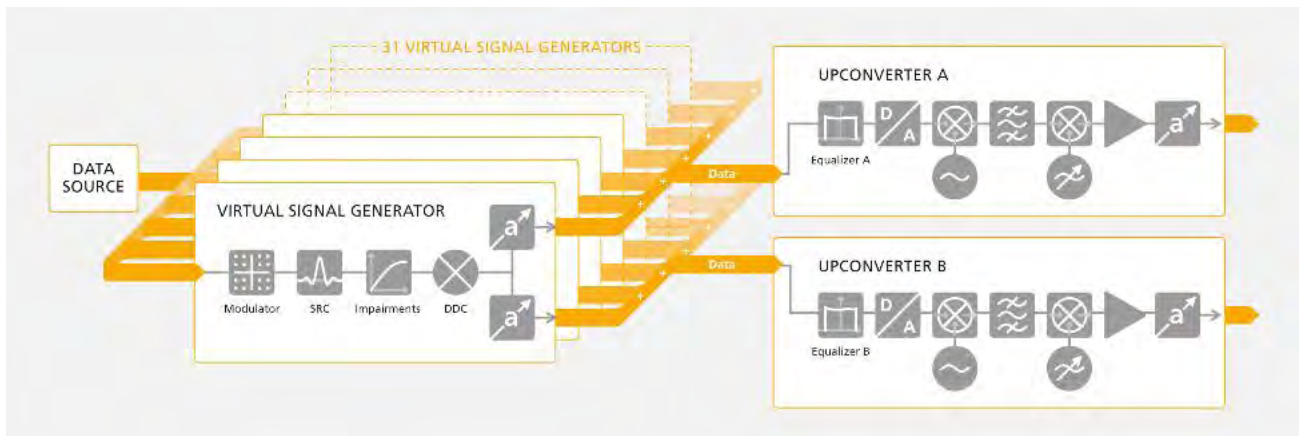 31 VIRTUAL SIGNAL GENERATORS
DATA
SOURCE
VIRTUAL SIGNAL GENERATOR
Modulator
SRC
Impairments
DDC
a
a
+
+
+
+
+
+
+
+
Data
Data
UPCONVERTER A
Equalizer A
D
A
a
UPCONVERTER B
Equalizer B
D
A
a